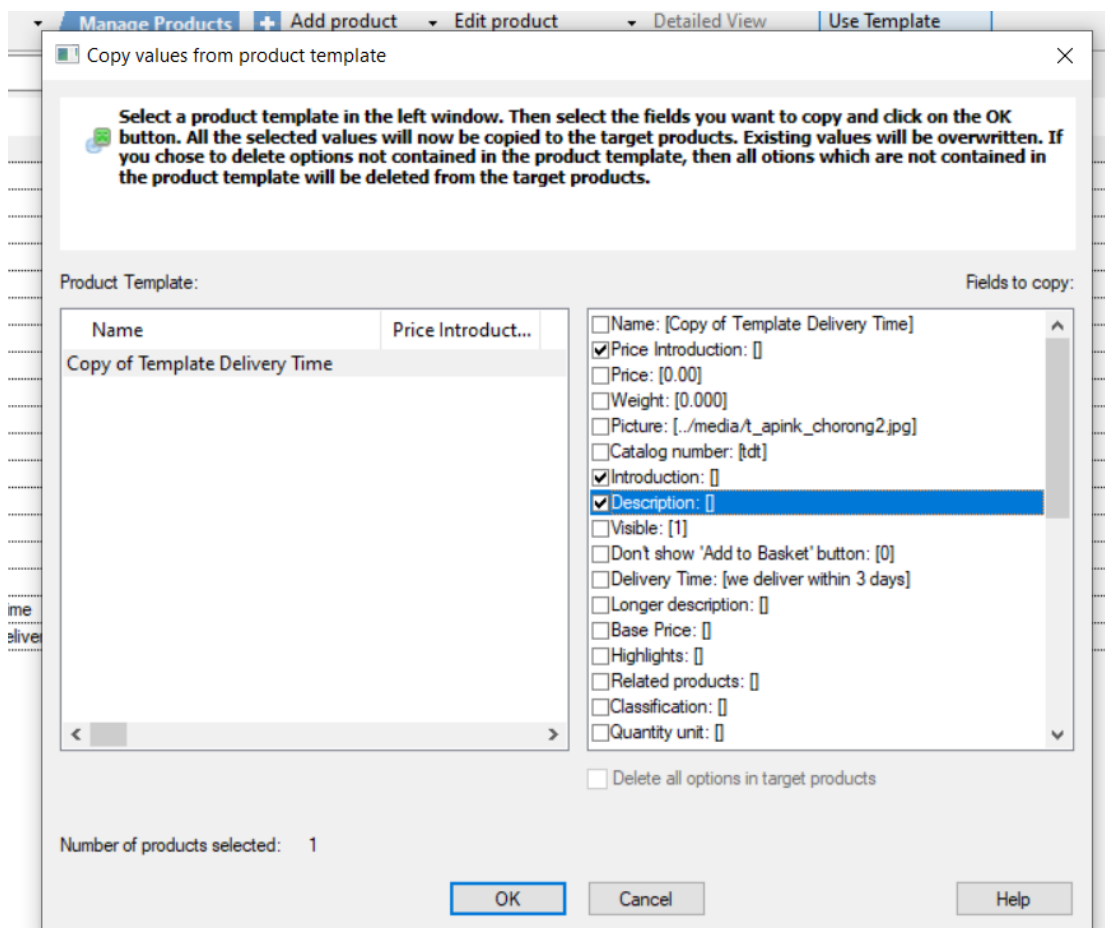 Manage Products
Add product
Edit product
Detailed View
Use Template
Copy values from product template
Select a product template in the left window. Then select the fields you want to copy and click on the OK
button. All the selected values will now be copied to the target products. Existing values will be overwritten. If
you chose to delete options not contained in the product template, then all otions which are not contained in
the product template will be deleted from the target products.
Product Template:
Fields to copy:
Name
Price Introduct...
Copy of Template Delivery Time
Name: [Copy of Template Delivery Time]
Price Introduction: []
Price: [0.00]
Weight: [0.000]
Picture: [../media/t_apink_chorong2.jpg]
Catalog number: [tdt]
Introduction: []
Description: []
Visible: [1]
Don't show 'Add to Basket' button: [0]
Delivery Time: [we deliver within 3 days]
Longer description: []
Base Price: []
Highlights: []
Related products: []
Classification: []
Quantity unit: []
Delete all options in target products
Number of products selected: 1
OK
Cancel
Help